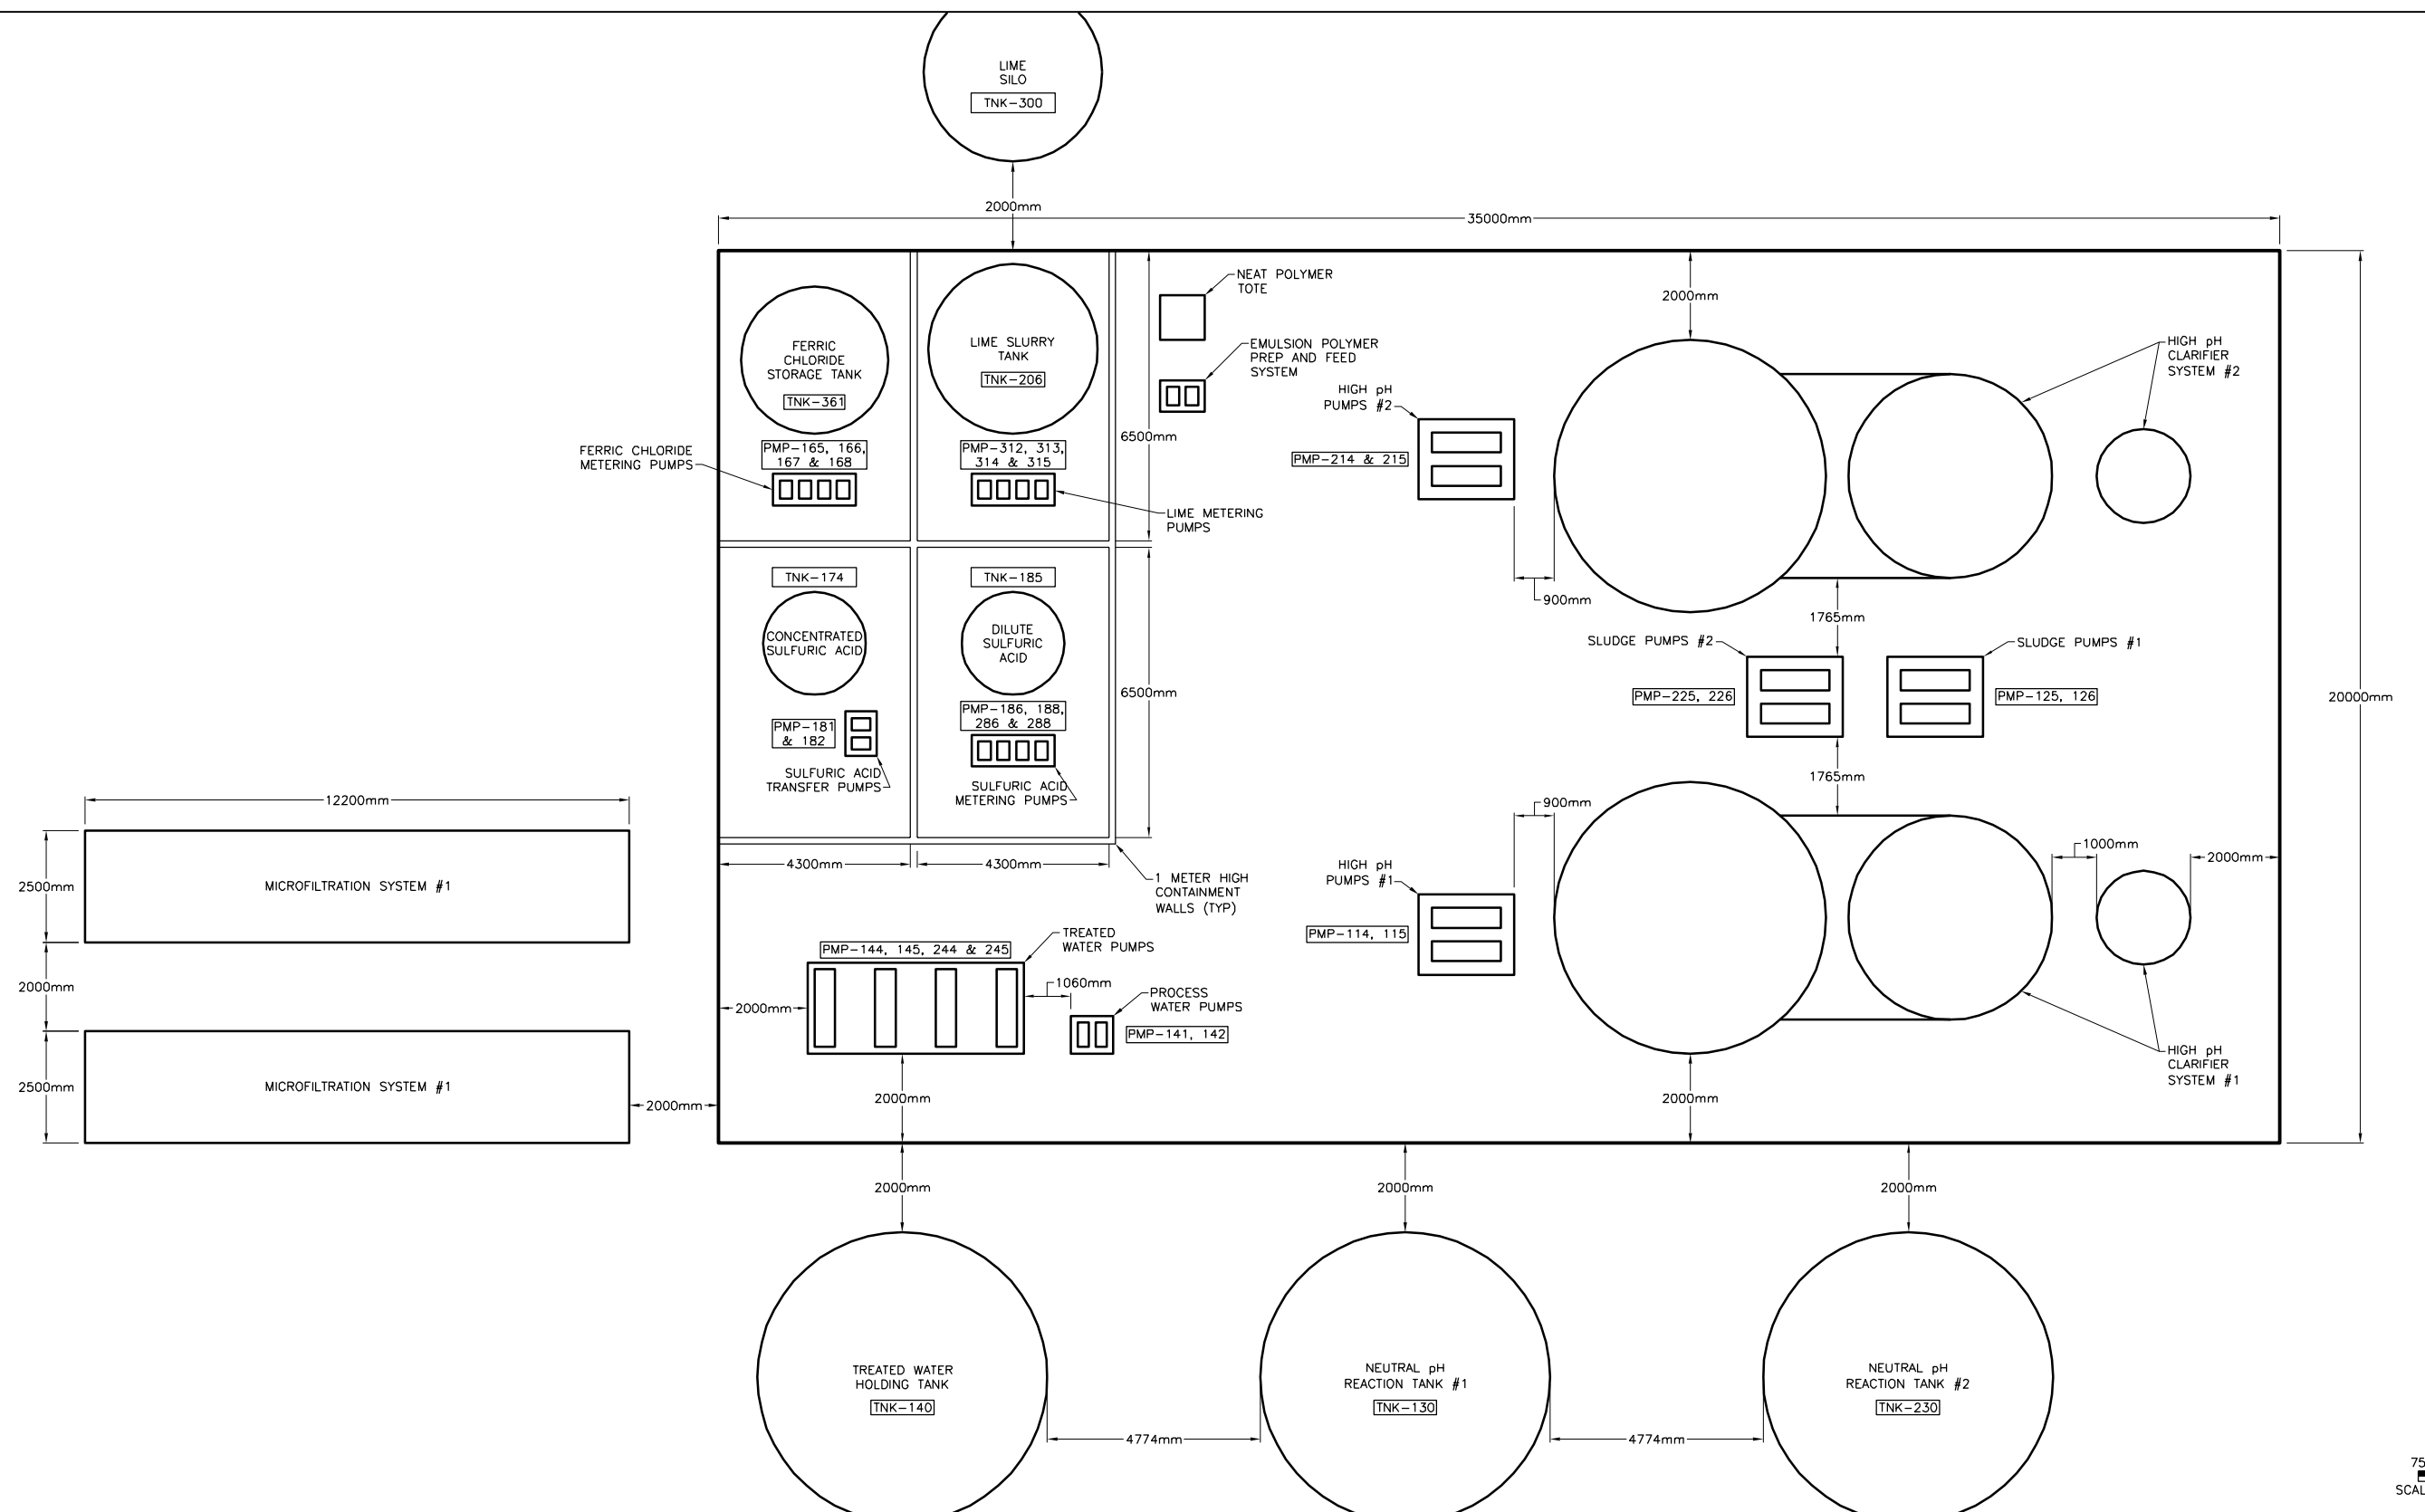 LIME
SILO
TNK-300
2000mm
35000mm
NEAT POLYMER
TOTE
2000mm
FERRIC
CHLORIDE
STORAGE TANK
TNK-361
LIME SLURRY
TANK
TNK-206
EMULSION POLYMER
PREP AND FEED
SYSTEM
HIGH pH
CLARIFIER
SYSTEM #2
HIGH pH
PUMPS #2
6500mm
FERRIC CHLORIDE
METERING PUMPS
PMP-165, 166,
167 & 168
PMP-312, 313,
314 & 315
PMP-214 & 215
LIME METERING
PUMPS
TNK-174
TNK-185
900mm
1765mm
CONCENTRATED
SULFURIC ACID
DILUTE
SULFURIC
ACID
SLUDGE PUMPS #2
SLUDGE PUMPS #1
6500mm
PMP-225, 226
PMP-125, 126
20000mm
PMP-181
& 182
PMP-186, 188,
286 & 288
SULFURIC ACID
TRANSFER PUMPS
SULFURIC ACID
METERING PUMPS
1765mm
12200mm
900mm
2500mm
MICROFILTRATION SYSTEM #1
4300mm
4300mm
1 METER HIGH
CONTAINMENT
WALLS (TYP)
HIGH pH
PUMPS #1
1000mm
2000mm
PMP-114, 115
TREATED
WATER PUMPS
PMP-144, 145, 244 & 245
2000mm
2000mm
1060mm
PROCESS
WATER PUMPS
PMP-141, 142
HIGH pH
CLARIFIER
SYSTEM #1
2500mm
MICROFILTRATION SYSTEM #1
2000mm
2000mm
2000mm
2000mm
2000mm
2000mm
TREATED WATER
HOLDING TANK
TNK-140
NEUTRAL pH
REACTION TANK #1
TNK-130
NEUTRAL pH
REACTION TANK #2
TNK-230
4774mm
4774mm
75
SCAL